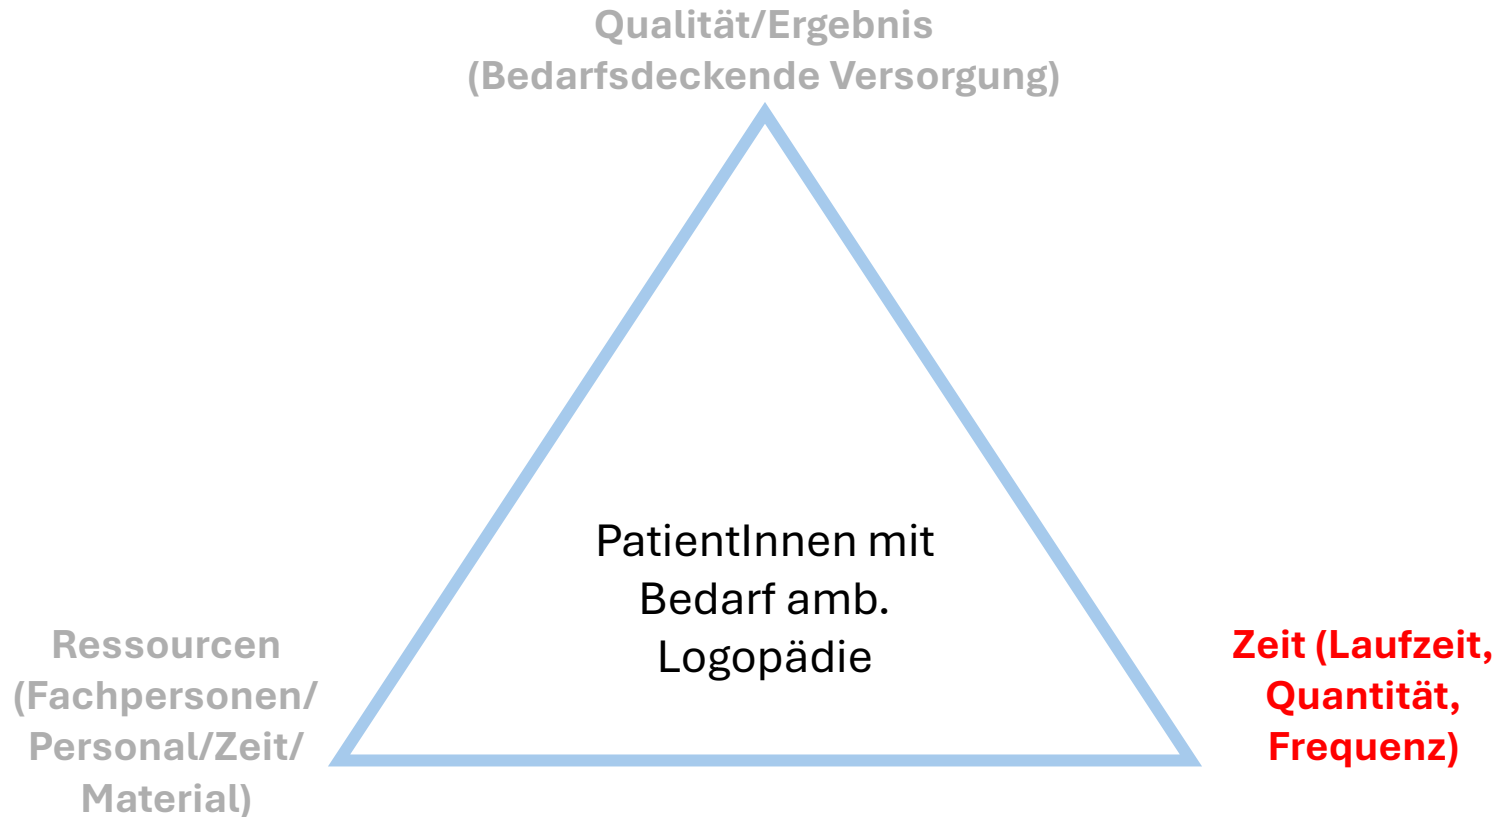 Qualität/Ergebnis
(Bedarfsdeckende Versorgung)
PatientInnen mit
Bedarf amb.
Logopädie
Ressourcen
(Fachpersonen/
Personal/Zeit/
Material)
Zeit (Laufzeit,
Quantität,
Frequenz)